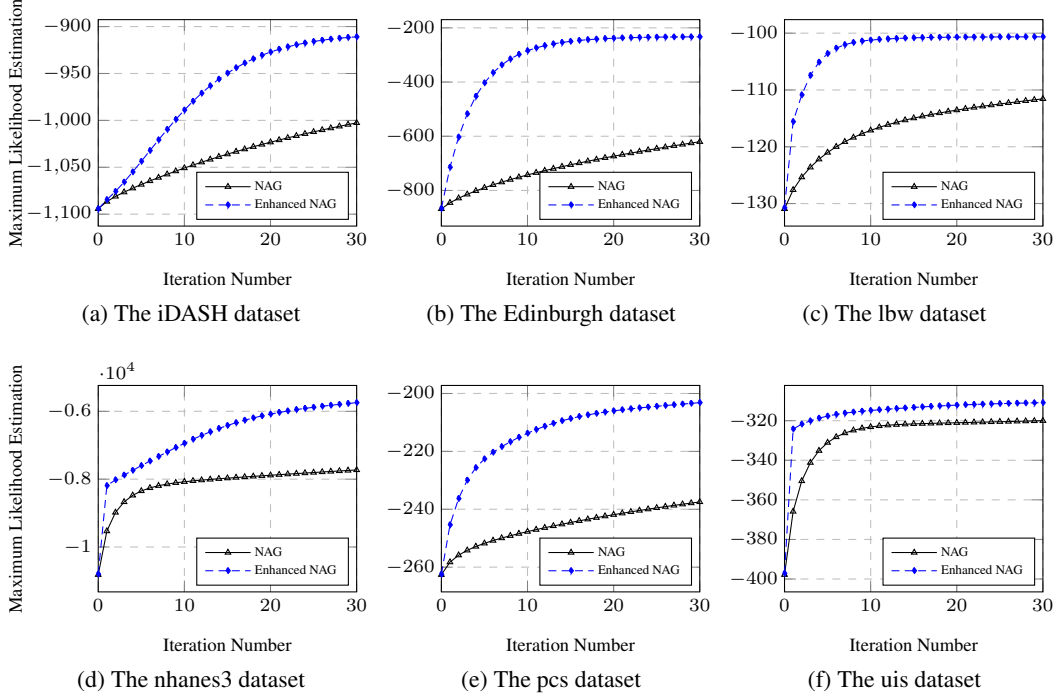 Maximum Likelihood Estimation
−900
−950
−1,000
−1,050
−1,100
0 10 20 30
NAG
Enhanced NAG
Iteration Number
(a) The iDASH dataset
−200
−400
−600
−800
0 10 20 30
NAG
Enhanced NAG
Iteration Number
(b) The Edinburgh dataset
−100
−110
−120
−130
0 10 20 30
NAG
Enhanced NAG
Iteration Number
(c) The lbw dataset
Maximum Likelihood Estimation
·10⁴
−0.6
−0.8
−1
0 10 20 30
NAG
Enhanced NAG
Iteration Number
(d) The nhanes3 dataset
−200
−220
−240
−260
0 10 20 30
NAG
Enhanced NAG
Iteration Number
(e) The pcs dataset
−320
−340
−360
−380
−400
0 10 20 30
NAG
Enhanced NAG
Iteration Number
(f) The uis dataset